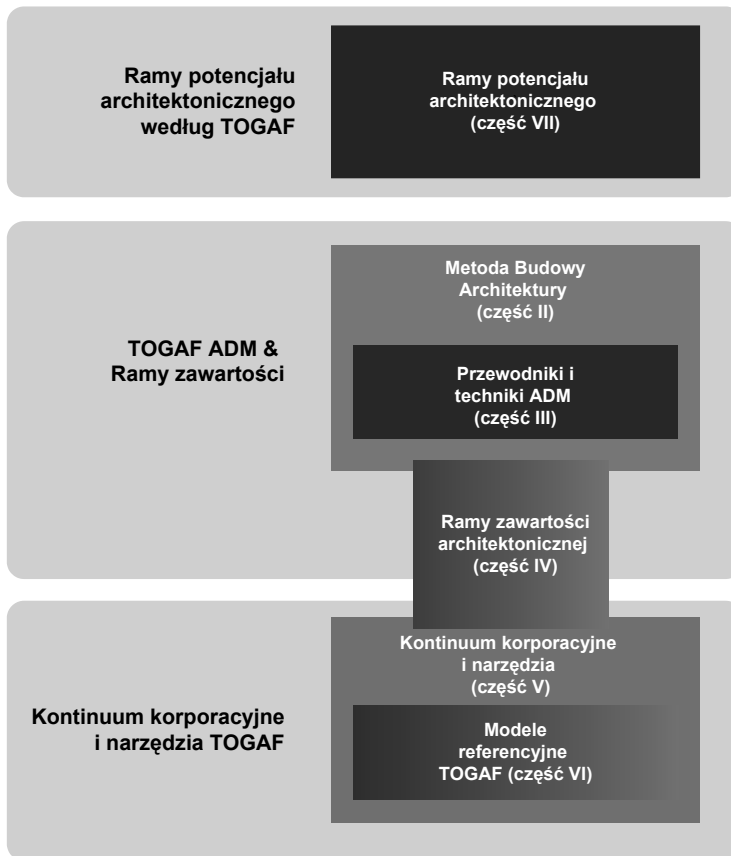 Ramy potencjału
architektonicznego
według TOGAF
Ramy potencjału
architektonicznego
(część VII)
TOGAF ADM &
Ramy zawartości
Metoda Budowy
Architektury
(część II)
Przewodniki i
techniki ADM
(część III)
Ramy zawartości
architektonicznej
(część IV)
Kontinuum korporacyjne
i narzędzia TOGAF
Kontinuum korporacyjne
i narzędzia
(część V)
Modele
referencyjne
TOGAF (część VI)